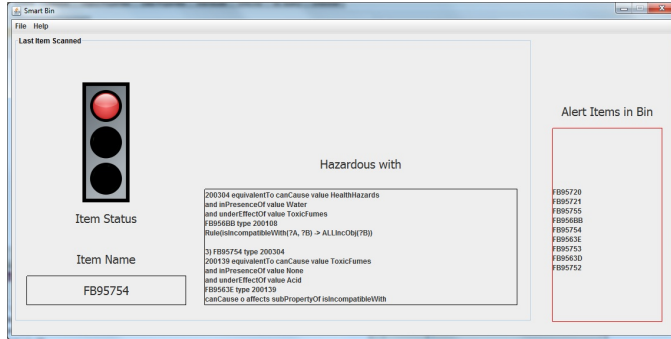 Smart Bin
File Help
Last Item Scanned
Alert Items in Bin
Hazardous with
200304 equivalentTo canCause value HealthHazards
and inPresenceOf value Water
and underEffectOf value ToxicFumes
FB956BB type 200108
Rule(isIncompatibleWith(?A, ?B) -> ALLIncObj(?B))
3) FB95754 type 200304
200139 equivalentTo canCause value ToxicFumes
and inPresenceOf value None
and underEffectOf value Acid
FB9563E type 200139
canCause o affects subPropertyOf isIncompatibleWith
Item Status
Item Name
FB95754
FB95720
FB95721
FB95755
FB956BB
FB95754
FB9563E
FB95753
FB9563D
FB95752